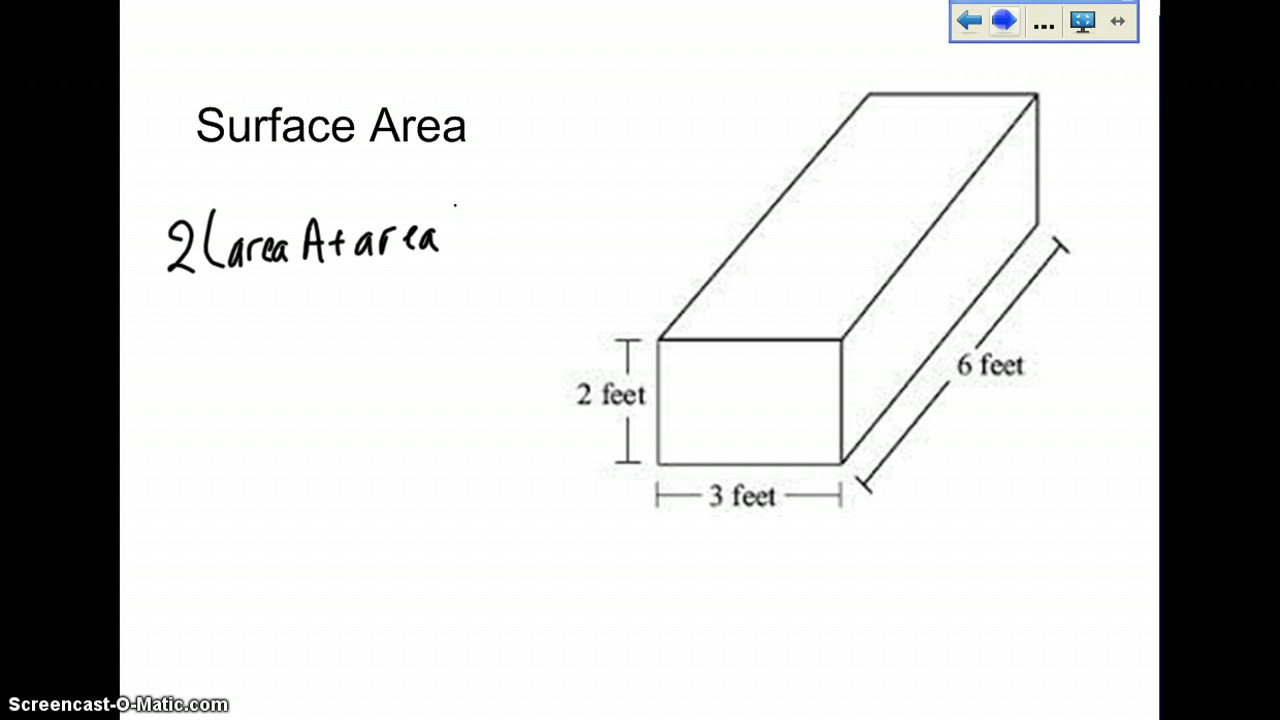 Surface Area
2(area A + area
2 feet
6 feet
3 feet
Screencast-O-Matic.com